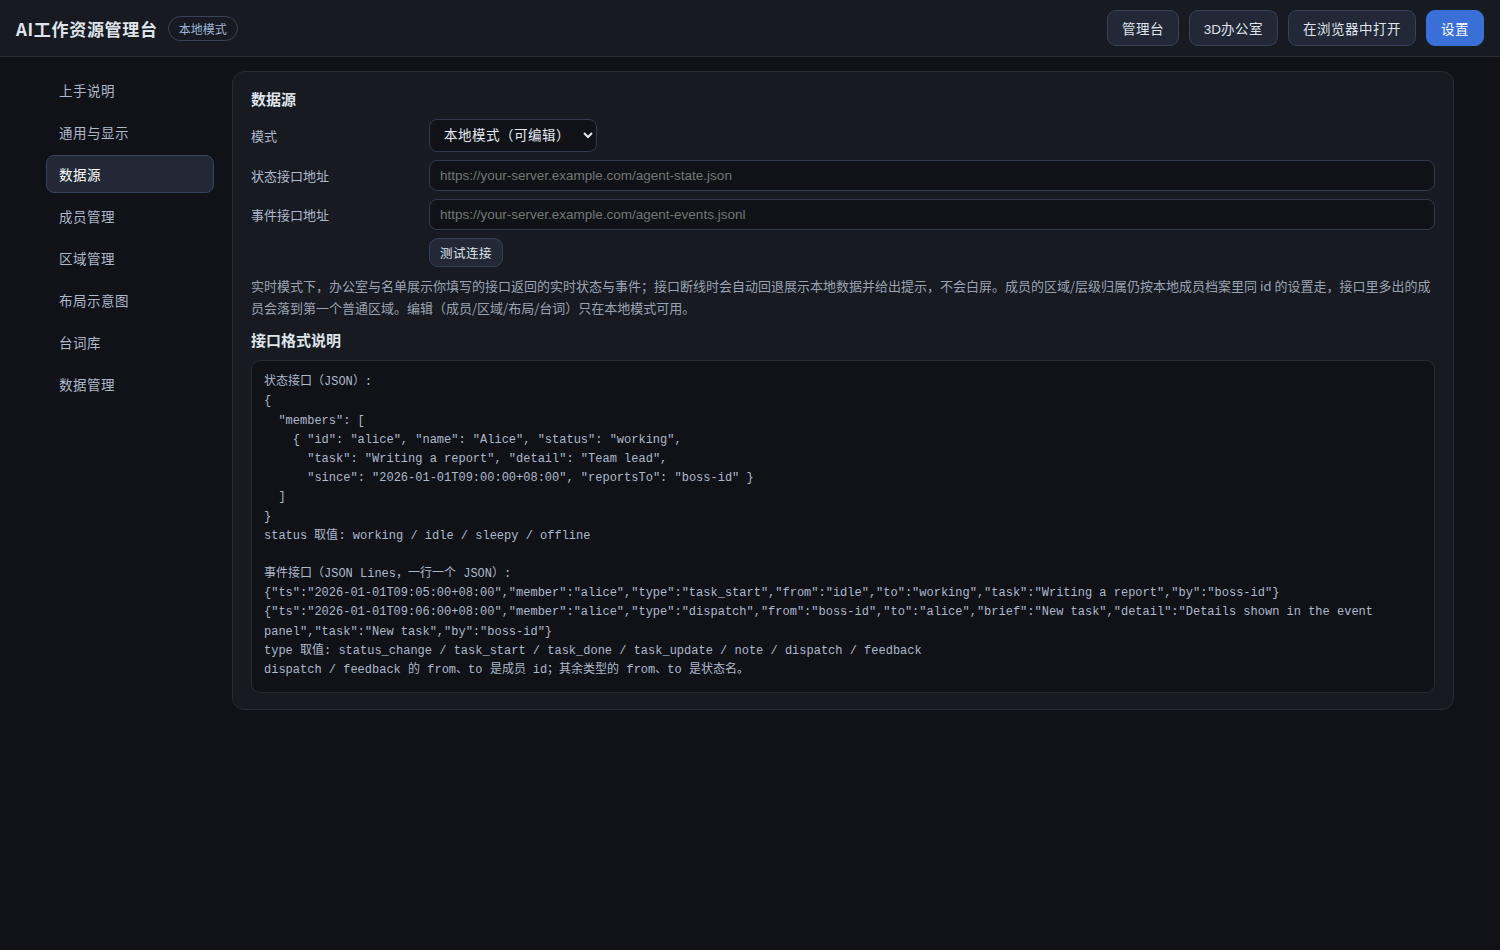 AI工作资源管理台
本地模式
管理台
3D办公室
在浏览器中打开
设置
上手说明
通用与显示
数据源
成员管理
区域管理
布局示意图
台词库
数据管理
数据源
模式
本地模式（可编辑）
状态接口地址
https://your-server.example.com/agent-state.json
事件接口地址
https://your-server.example.com/agent-events.jsonl
测试连接
实时模式下，办公室与名单展示你填写的接口返回的实时状态与事件；接口断线时会自动回退展示本地数据并给出提示，不会白屏。成员的区域/层级归属仍按本地成员档案里同 id 的设置走，接口里多出的成
员会落到第一个普通区域。编辑（成员/区域/布局/台词）只在本地模式可用。
接口格式说明
状态接口（JSON）：
{
  "members": [
    { "id": "alice", "name": "Alice", "status": "working",
      "task": "Writing a report", "detail": "Team lead",
      "since": "2026-01-01T09:00:00+08:00", "reportsTo": "boss-id" }
  ]
}
status 取值: working / idle / sleepy / offline
事件接口（JSON Lines，一行一个 JSON）：
{"ts":"2026-01-01T09:05:00+08:00","member":"alice","type":"task_start","from":"idle","to":"working","task":"Writing a report","by":"boss-id"}
{"ts":"2026-01-01T09:06:00+08:00","member":"alice","type":"dispatch","from":"boss-id","to":"alice","brief":"New task","detail":"Details shown in the event
panel","task":"New task","by":"boss-id"}
type 取值: status_change / task_start / task_done / task_update / note / dispatch / feedback
dispatch / feedback 的 from、to 是成员 id；其余类型的 from、to 是状态名。